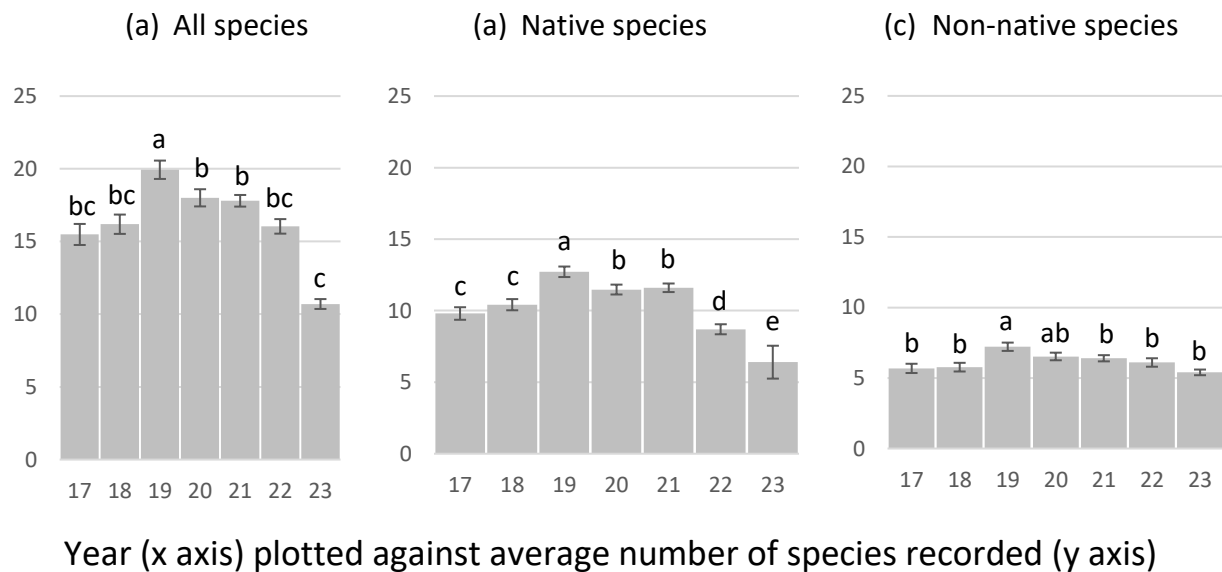 (a) All species
(a) Native species
(c) Non-native species
25
20
15
10
5
0
bc
bc
a
b
b
bc
c
17 18 19 20 21 22 23
25
20
15
10
5
0
c
c
a
b
b
d
e
17 18 19 20 21 22 23
25
20
15
10
5
0
b
b
a
ab
b
b
b
17 18 19 20 21 22 23
Year (x axis) plotted against average number of species recorded (y axis)